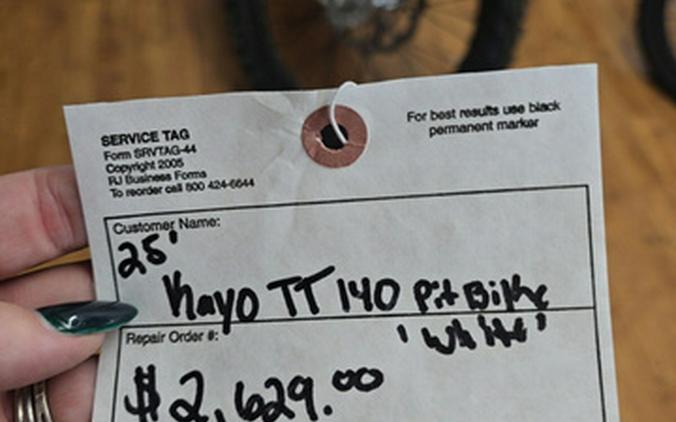 SERVICE TAG
Form SRVTAG-44
Copyright 2005
RJ Business Forms
To reorder call 800 424-6644
For best results use black
permanent marker
Customer Name:
25'
Kayo TT 140 Pit Bike
'White'
Repair Order #:
$2,629.00